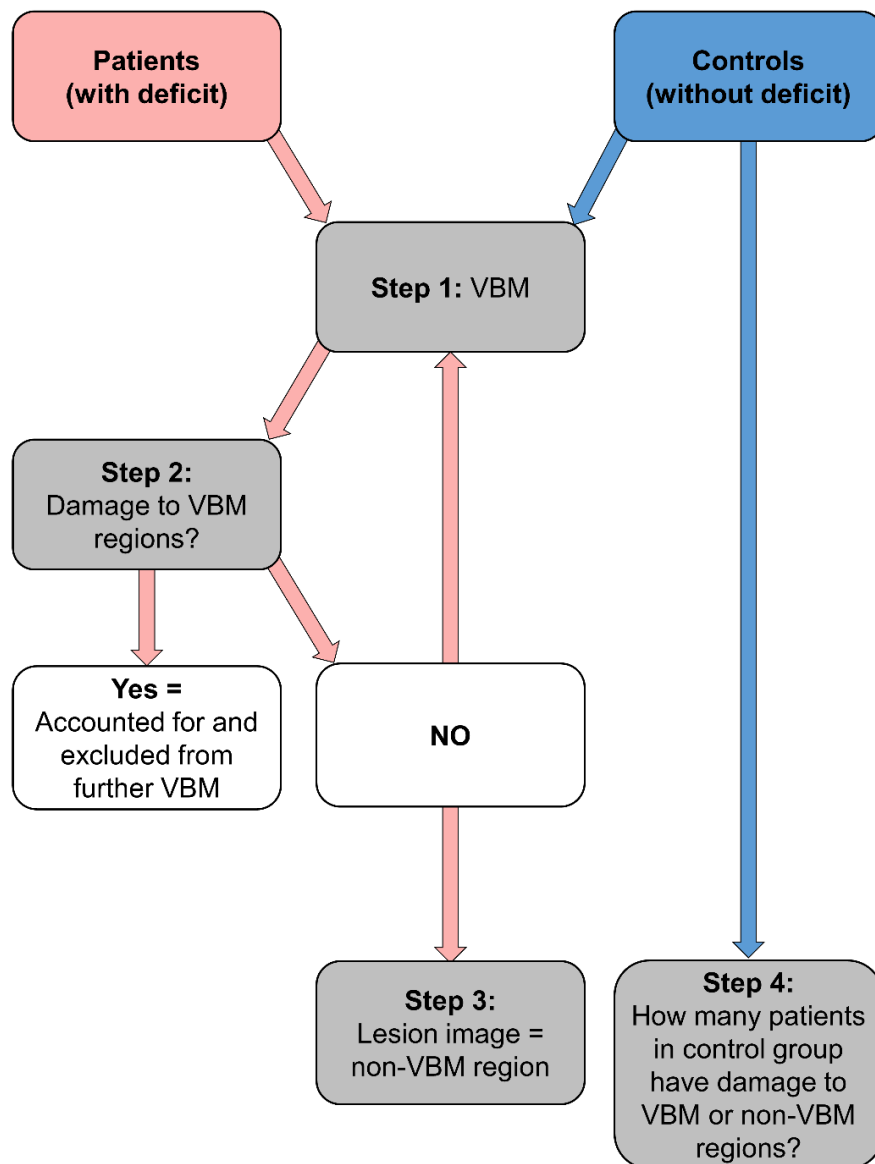 Patients
(with deficit)
Controls
(without deficit)
Step 1: VBM
Step 2:
Damage to VBM
regions?
Yes =
Accounted for and
excluded from
further VBM
NO
Step 3:
Lesion image =
non-VBM region
Step 4:
How many patients
in control group
have damage to
VBM or non-VBM
regions?